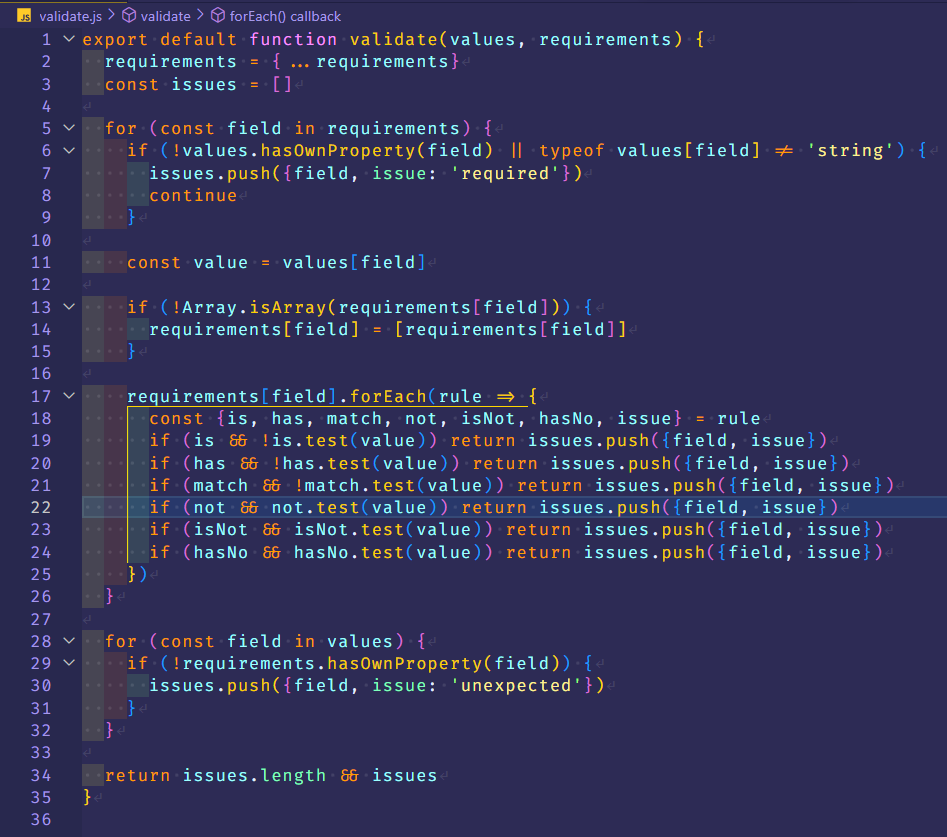 JS validate.js > validate > forEach() callback
1 export default function validate(values, requirements) {
2   requirements = { ...requirements}
3   const issues = []
4
5   for (const field in requirements) {
6     if (!values.hasOwnProperty(field) || typeof values[field] != 'string') {
7       issues.push({field, issue: 'required'})
8       continue
9     }
10
11     const value = values[field]
12
13     if (!Array.isArray(requirements[field])) {
14       requirements[field] = [requirements[field]]
15     }
16
17     requirements[field].forEach(rule => {
18       const {is, has, match, not, isNot, hasNo, issue} = rule
19       if (is && !is.test(value)) return issues.push({field, issue})
20       if (has && !has.test(value)) return issues.push({field, issue})
21       if (match && !match.test(value)) return issues.push({field, issue})
22       if (not && not.test(value)) return issues.push({field, issue})
23       if (isNot && isNot.test(value)) return issues.push({field, issue})
24       if (hasNo && hasNo.test(value)) return issues.push({field, issue})
25     })
26   }
27
28   for (const field in values) {
29     if (!requirements.hasOwnProperty(field)) {
30       issues.push({field, issue: 'unexpected'})
31     }
32   }
33
34   return issues.length && issues
35 }
36